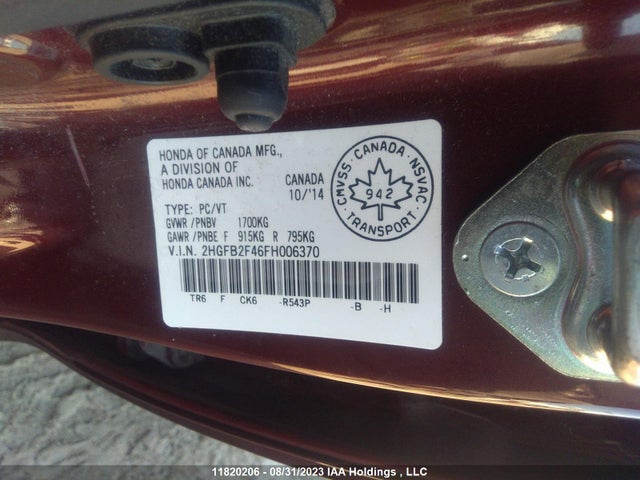 HONDA OF CANADA MFG.,
A DIVISION OF
HONDA CANADA INC.
CANADA
10/'14
TYPE: PC/VT
GVWR /PNBV 1700KG
GAWR /PNBE F 915KG R 795KG
V.I.N. 2HGFB2F46FH006370
TR6 F CK6 -R543P -B -H
CMVSS · CANADA · NSVAC
942
TRANSPORT
11820206 - 08/31/2023 IAA Holdings , LLC